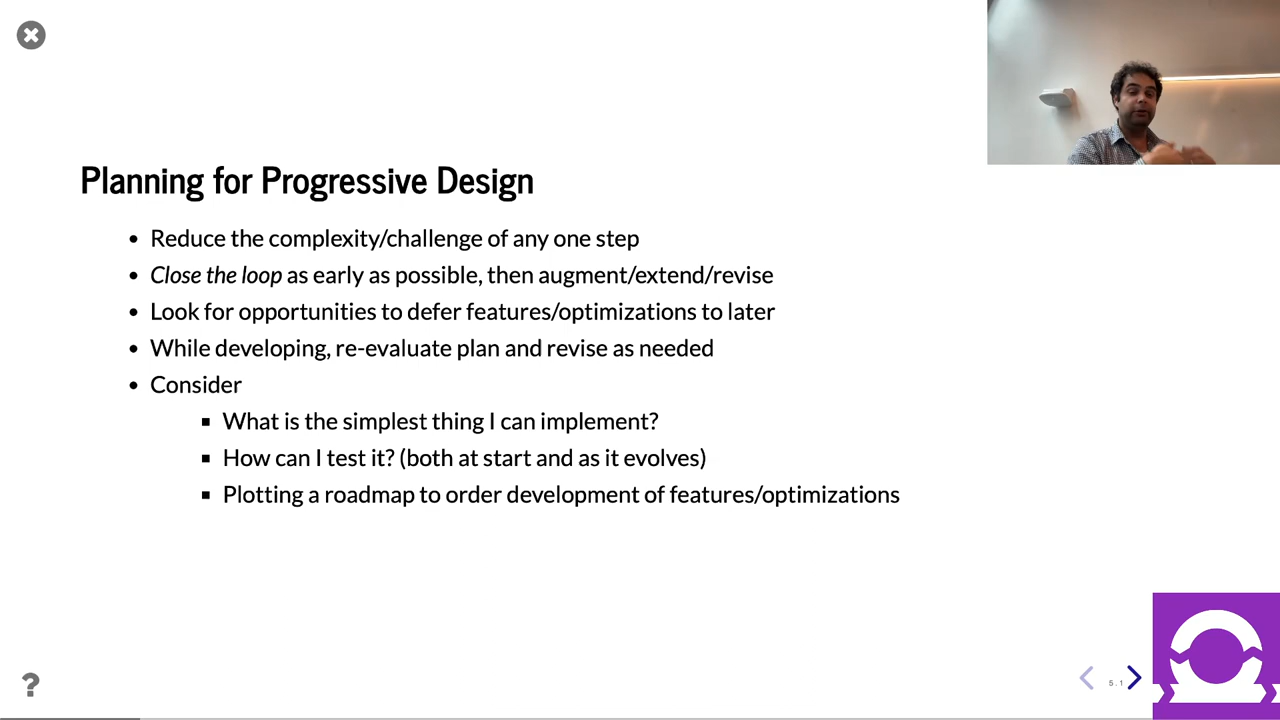 Planning for Progressive Design
Reduce the complexity/challenge of any one step
Close the loop as early as possible, then augment/extend/revise
Look for opportunities to defer features/optimizations to later
While developing, re-evaluate plan and revise as needed
Consider
What is the simplest thing I can implement?
How can I test it? (both at start and as it evolves)
Plotting a roadmap to order development of features/optimizations
?
5.1